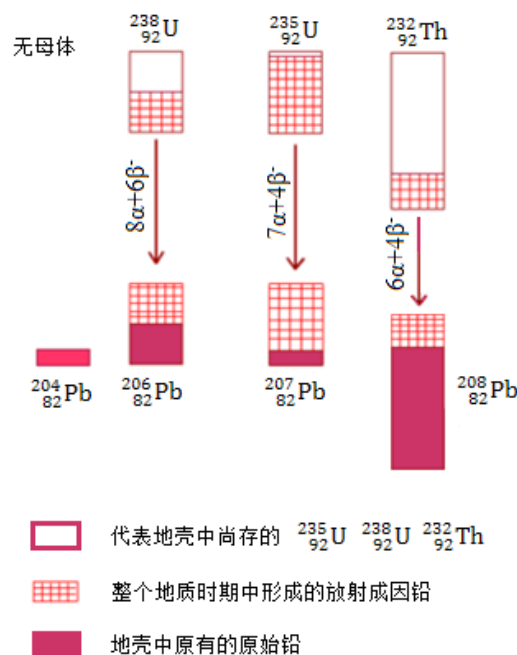 $^{238}_{92}$U $^{235}_{92}$U $^{232}_{92}$Th
无母体
8α+6β⁻
7α+4β⁻
6α+4β⁻
$^{204}_{82}$Pb $^{206}_{82}$Pb $^{207}_{82}$Pb $^{208}_{82}$Pb
代表地壳中尚存的 $^{235}_{92}$U $^{238}_{92}$U $^{232}_{92}$Th
整个地质时期中形成的放射成因铅
地壳中原有的原始铅